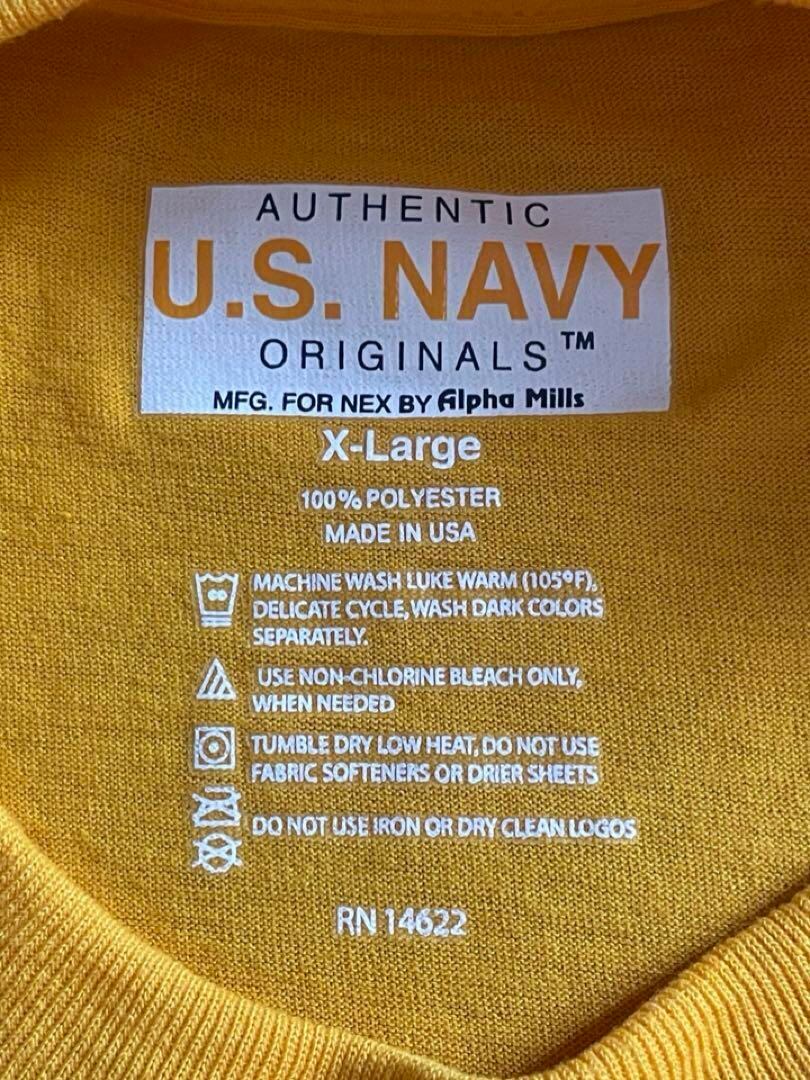 AUTHENTIC
U.S. NAVY
ORIGINALS™
MFG. FOR NEX BY Alpha Mills
X-Large
100% POLYESTER
MADE IN USA
MACHINE WASH LUKE WARM (105°F),
DELICATE CYCLE, WASH DARK COLORS
SEPARATELY.
USE NON-CHLORINE BLEACH ONLY,
WHEN NEEDED
TUMBLE DRY LOW HEAT, DO NOT USE
FABRIC SOFTENERS OR DRIER SHEETS
DO NOT USE IRON OR DRY CLEAN LOGOS
RN 14622